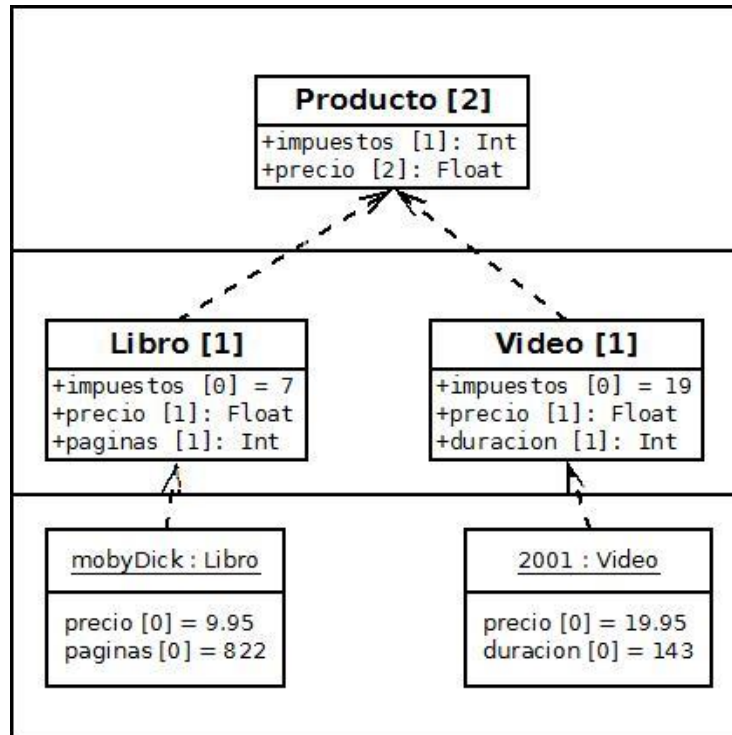 Producto [2]
+impuestos [1]: Int
+precio [2]: Float
Libro [1]
+impuestos [0] = 7
+precio [1]: Float
+paginas [1]: Int
Video [1]
+impuestos [0] = 19
+precio [1]: Float
+duracion [1]: Int
mobyDick : Libro
precio [0] = 9.95
paginas [0] = 822
2001 : Video
precio [0] = 19.95
duracion [0] = 143